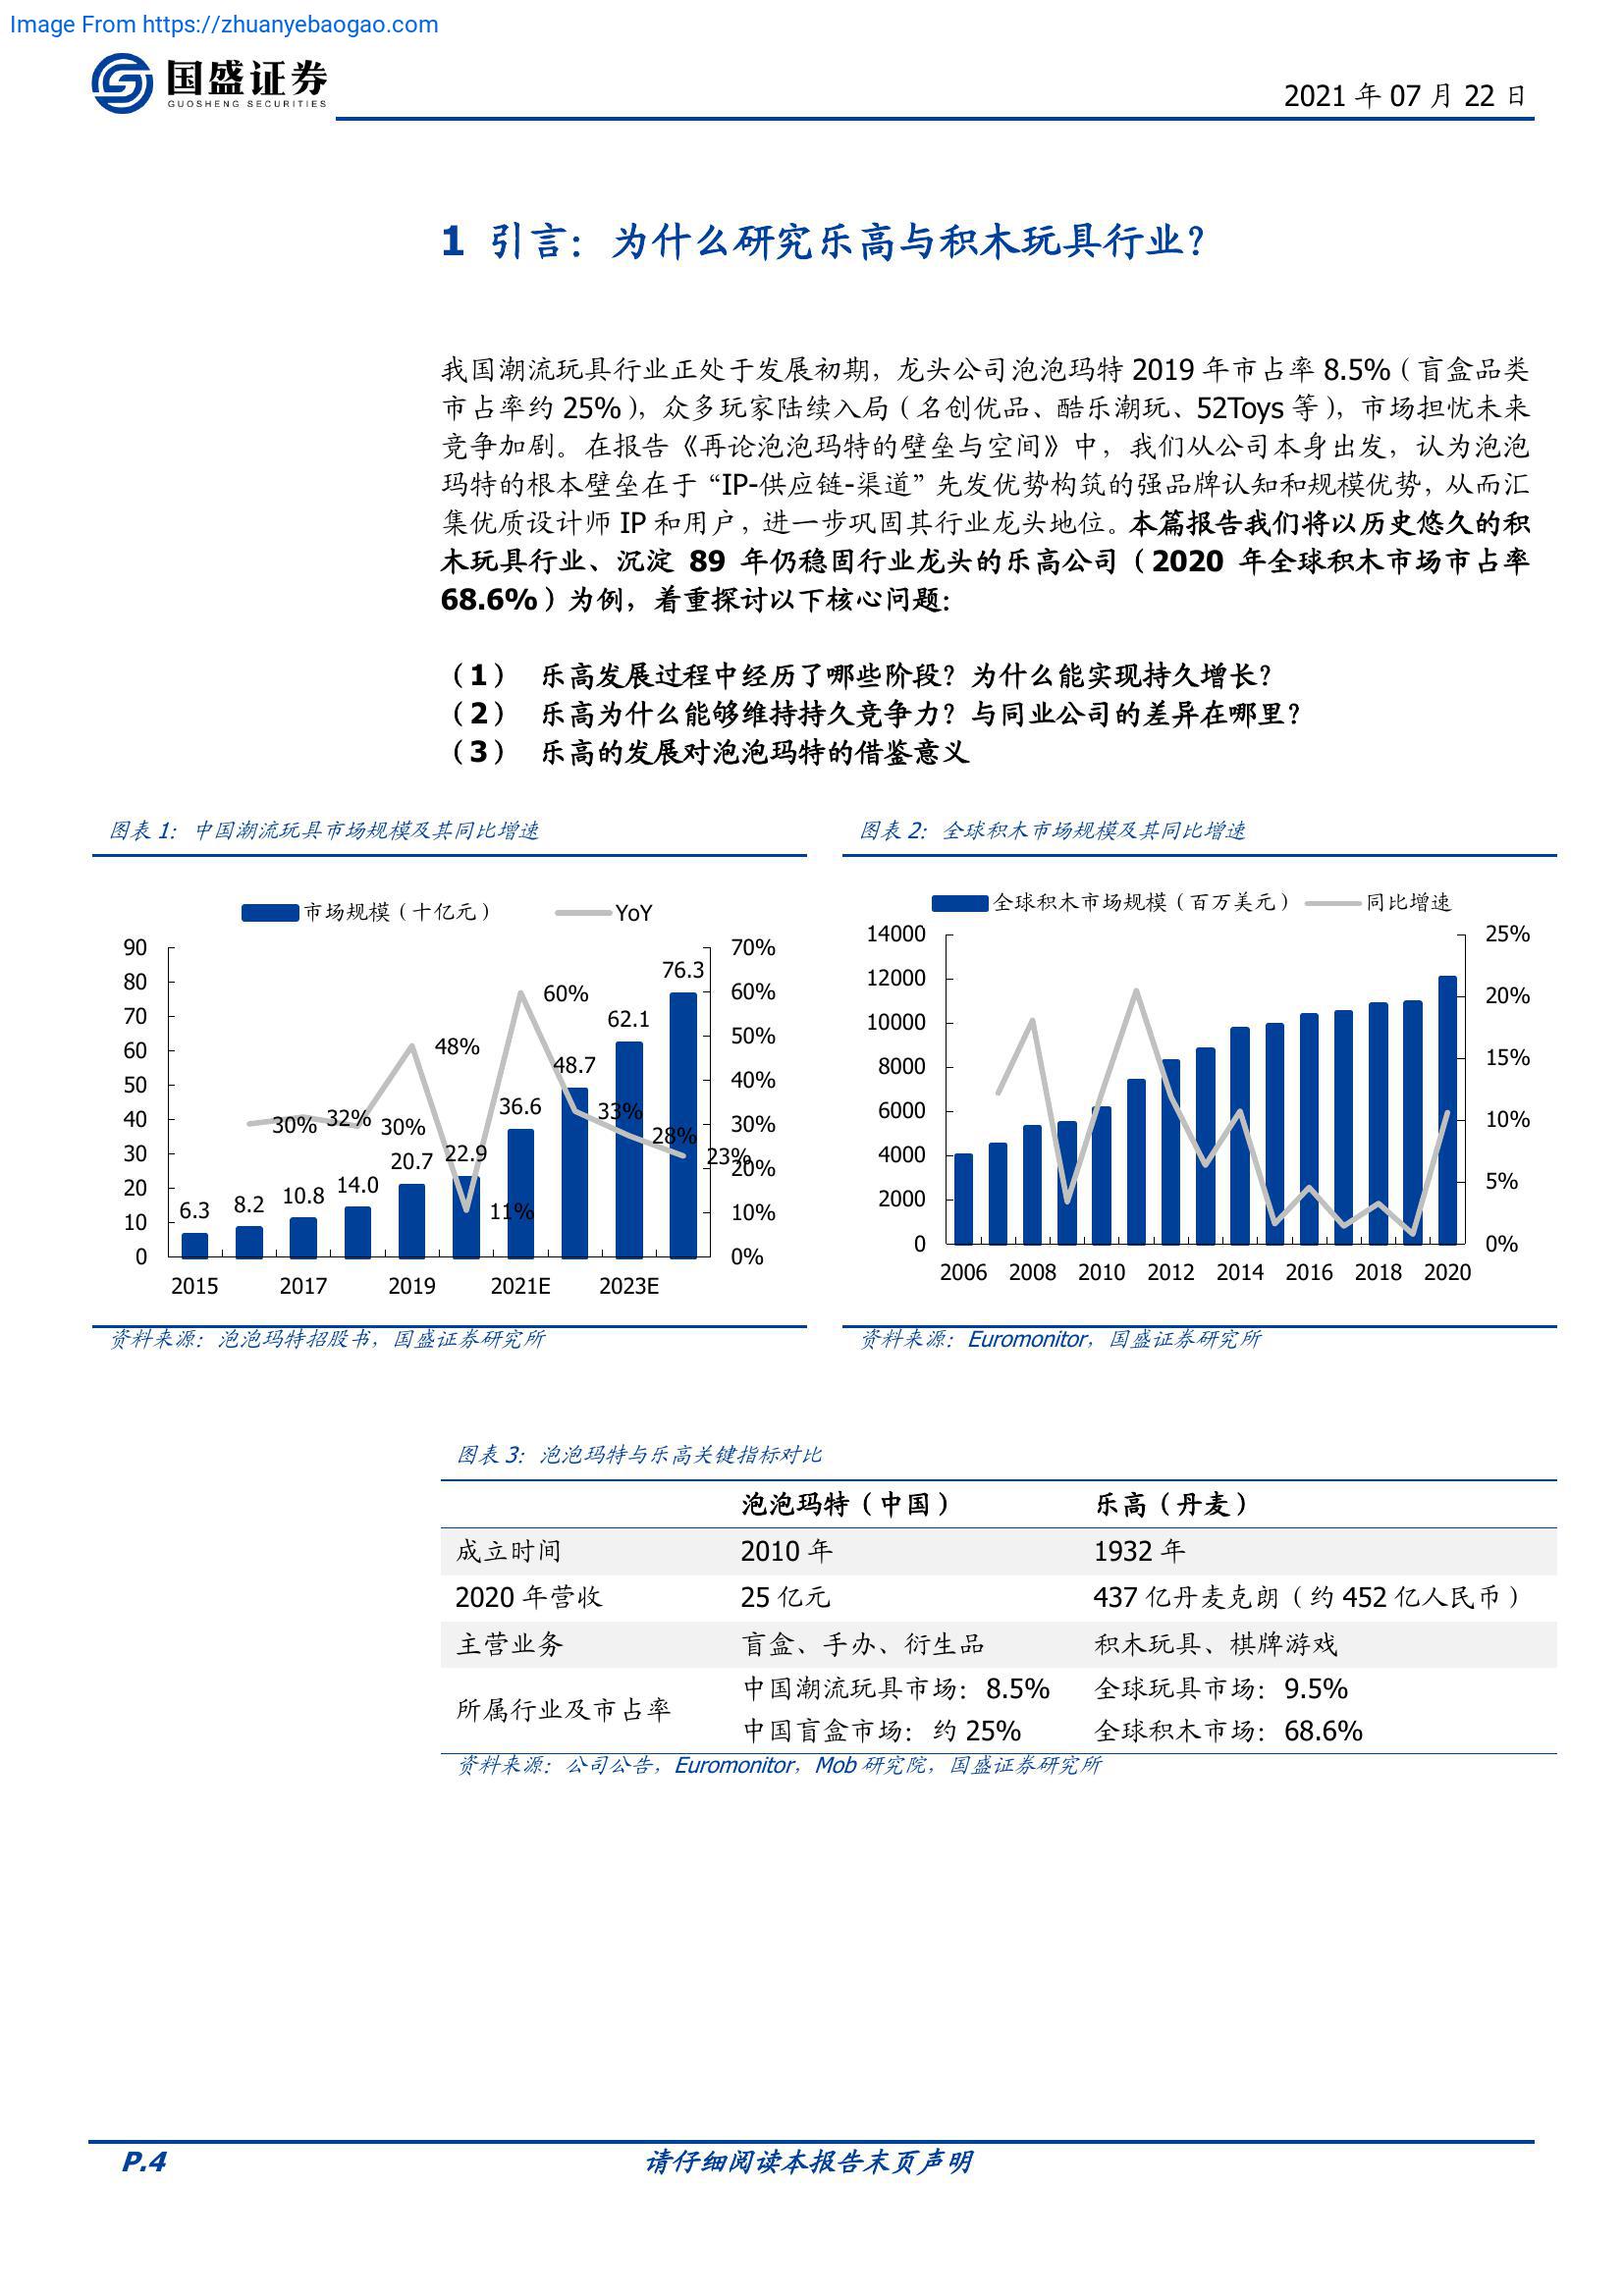 Image From https://zhuanyebaogao.com
国盛证券
GUOSHENG SECURITIES
2021 年 07 月 22 日
1 引言：为什么研究乐高与积木玩具行业？
我国潮流玩具行业正处于发展初期，龙头公司泡泡玛特 2019 年市占率 8.5%（盲盒品类
市占率约 25%），众多玩家陆续入局（名创优品、酷乐潮玩、52Toys 等），市场担忧未来
竞争加剧。在报告《再论泡泡玛特的壁垒与空间》中，我们从公司本身出发，认为泡泡
玛特的根本壁垒在于“IP-供应链-渠道”先发优势构筑的强品牌认知和规模优势，从而汇
集优质设计师 IP 和用户，进一步巩固其行业龙头地位。本篇报告我们将以历史悠久的积
木玩具行业、沉淀 89 年仍稳固行业龙头的乐高公司（2020 年全球积木市场市占率
68.6%）为例，着重探讨以下核心问题：
（1） 乐高发展过程中经历了哪些阶段？为什么能实现持久增长？
（2） 乐高为什么能够维持持久竞争力？与同业公司的差异在哪里？
（3） 乐高的发展对泡泡玛特的借鉴意义
图表 1：中国潮流玩具市场规模及其同比增速
市场规模（十亿元） YoY
90
80
70
60
50
40
30
20
10
0
70%
60%
50%
40%
30%
20%
10%
0%
6.3
8.2
10.8
14.0
20.7
22.9
36.6
48.7
62.1
76.3
30%
32%
30%
48%
11%
60%
33%
28%
23%
2015 2017 2019 2021E 2023E
资料来源：泡泡玛特招股书，国盛证券研究所
图表 2：全球积木市场规模及其同比增速
全球积木市场规模（百万美元） 同比增速
14000
12000
10000
8000
6000
4000
2000
0
25%
20%
15%
10%
5%
0%
2006 2008 2010 2012 2014 2016 2018 2020
资料来源：Euromonitor，国盛证券研究所
图表 3：泡泡玛特与乐高关键指标对比
泡泡玛特（中国） 乐高（丹麦）
成立时间 2010 年 1932 年
2020 年营收 25 亿元 437 亿丹麦克朗（约 452 亿人民币）
主营业务 盲盒、手办、衍生品 积木玩具、棋牌游戏
所属行业及市占率
中国潮流玩具市场：8.5% 全球玩具市场：9.5%
中国盲盒市场：约 25% 全球积木市场：68.6%
资料来源：公司公告，Euromonitor，Mob 研究院，国盛证券研究所
P.4 请仔细阅读本报告末页声明